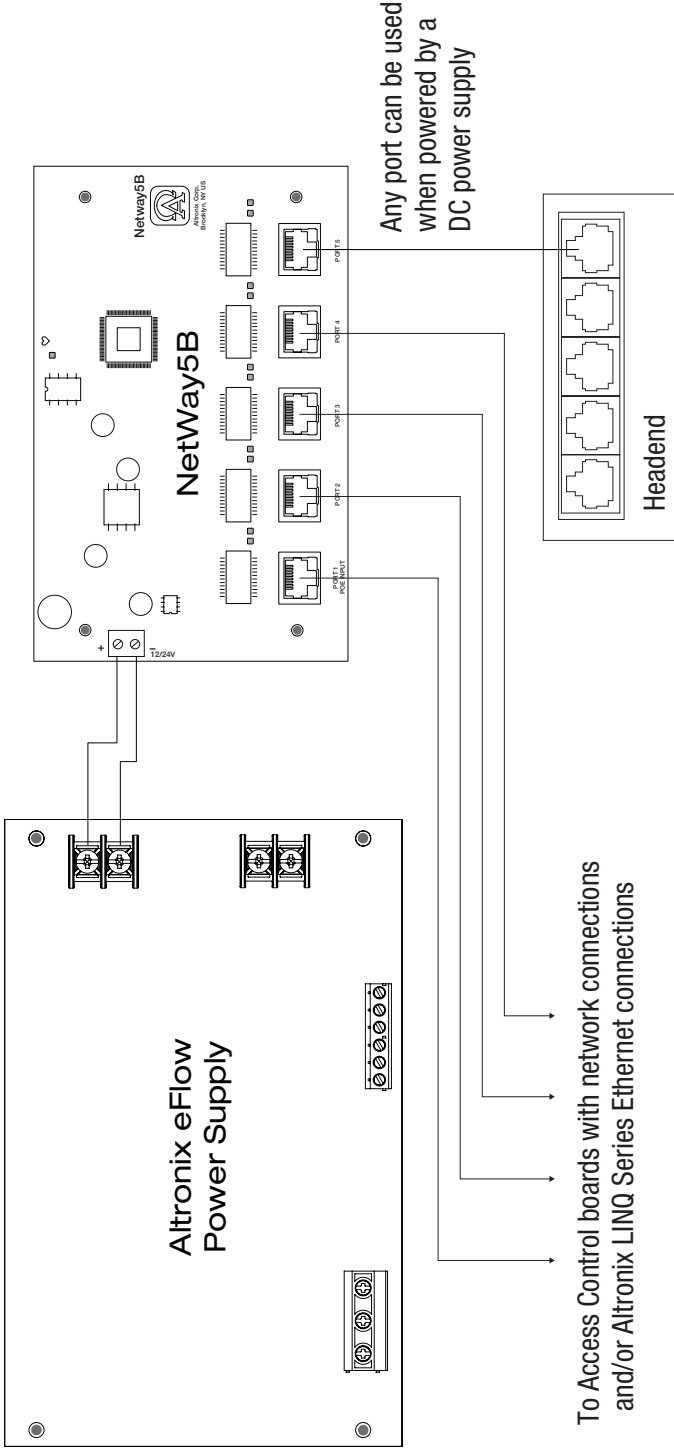 Altronix eFlow
Power Supply
NetWay5B
Netway5B
Altronix Corp.
Brooklyn, NY US
+
–
12/24V
PORT 1
POE INPUT
PORT 2
PORT 3
PORT 4
PORT 5
Any port can be used
when powered by a
DC power supply
Headend
To Access Control boards with network connections
and/or Altronix LINQ Series Ethernet connections